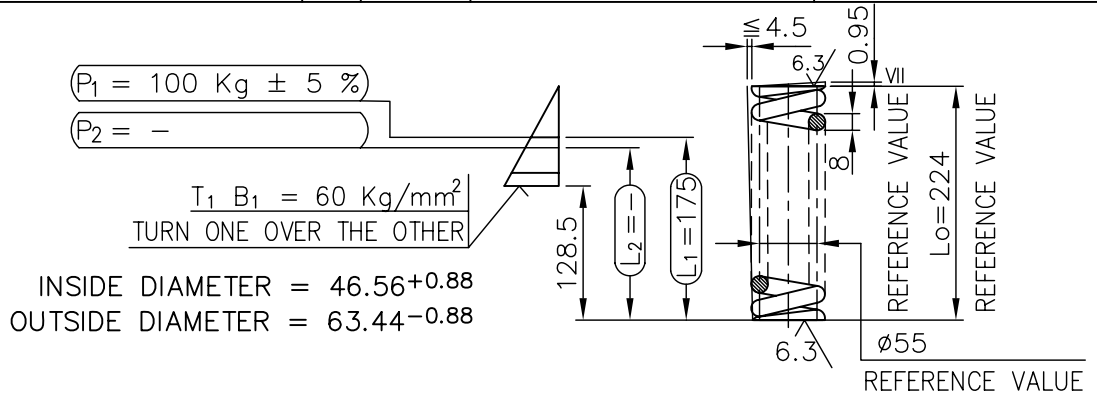 P₁ = 100 Kg ± 5 %
P₂ = –
T₁ B₁ = 60 Kg/mm²
TURN ONE OVER THE OTHER
INSIDE DIAMETER = 46.56+0.88
OUTSIDE DIAMETER = 63.44−0.88
128.5
L₂=–
L₁=175
≦ 4.5
6.3
0.95
VII
8
REFERENCE VALUE
Lo=224
REFERENCE VALUE
6.3
ø55
REFERENCE VALUE